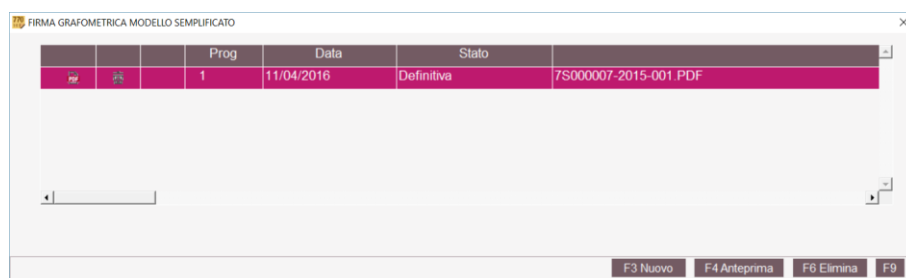 FIRMA GRAFOMETRICA MODELLO SEMPLIFICATO
Prog Data Stato
1 11/04/2016 Definitiva 7S000007-2015-001.PDF
F3 Nuovo F4 Anteprima F6 Elimina F9